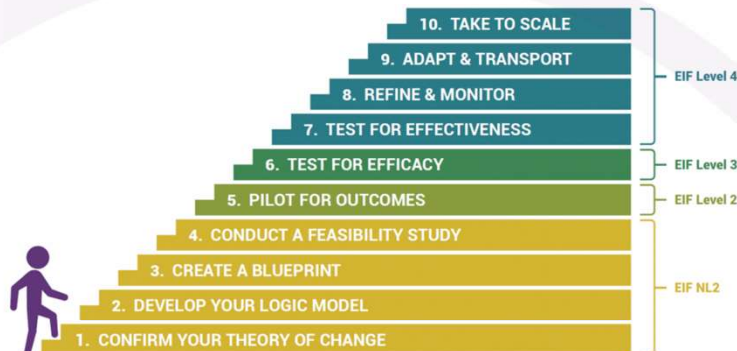 10. TAKE TO SCALE
9. ADAPT & TRANSPORT
EIF Level 4
8. REFINE & MONITOR
7. TEST FOR EFFECTIVENESS
6. TEST FOR EFFICACY
EIF Level 3
5. PILOT FOR OUTCOMES
EIF Level 2
4. CONDUCT A FEASIBILITY STUDY
3. CREATE A BLUEPRINT
EIF NL2
2. DEVELOP YOUR LOGIC MODEL
1. CONFIRM YOUR THEORY OF CHANGE